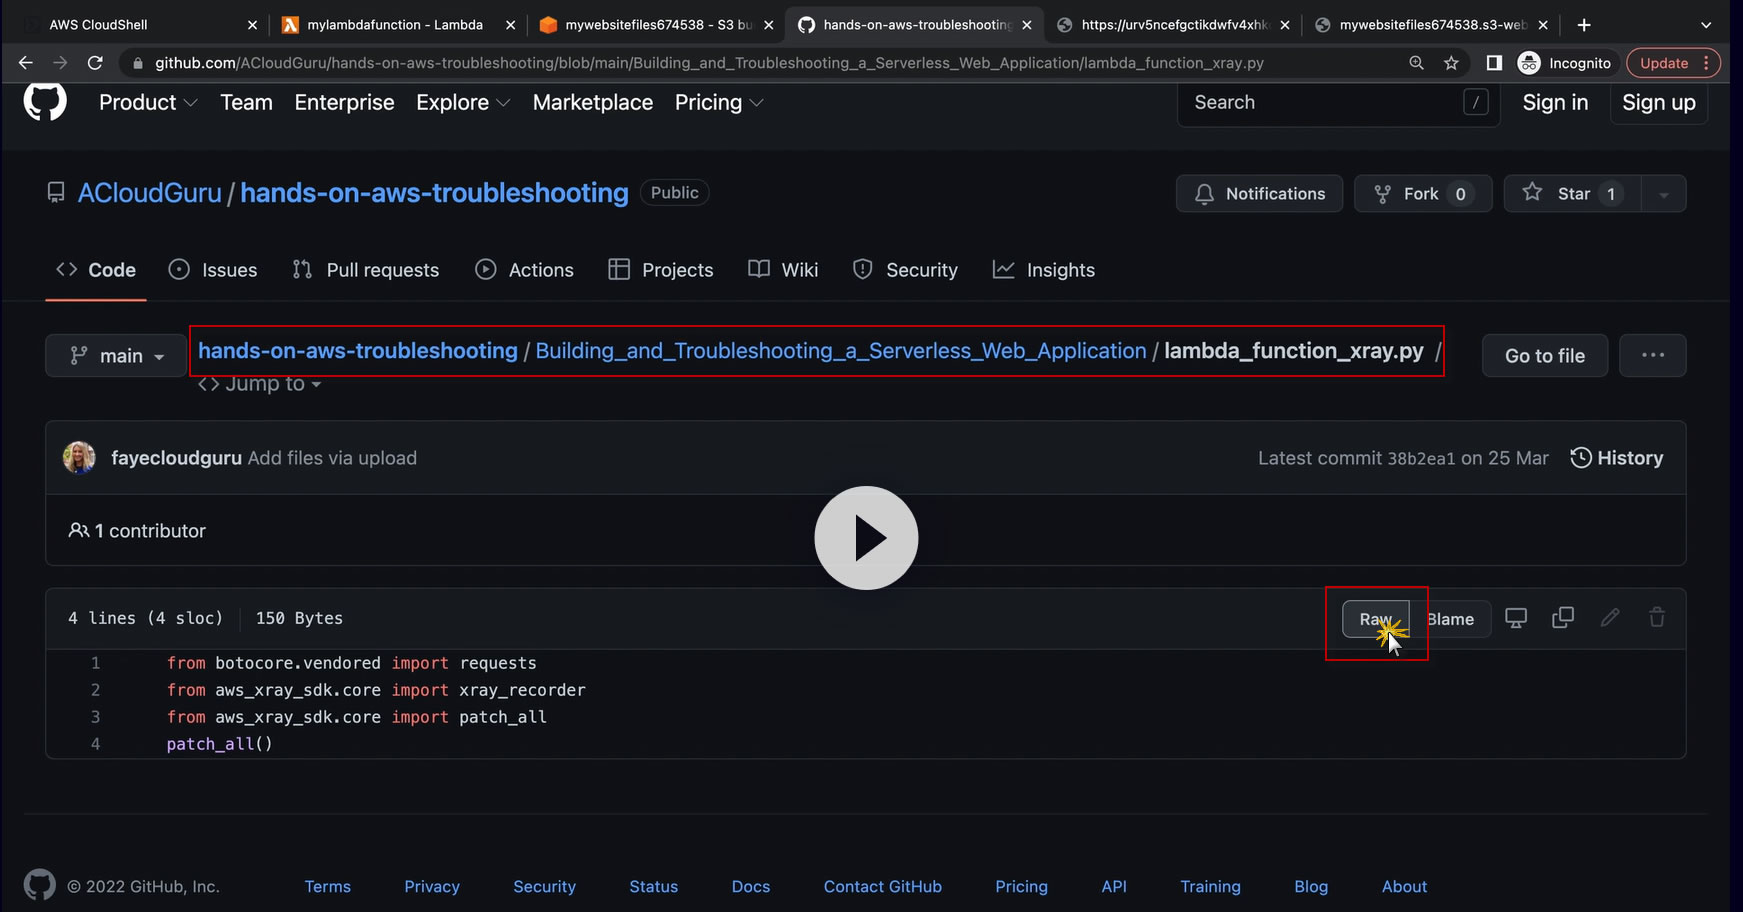 AWS CloudShell
mylambdafunction - Lambda
mywebsitefiles674538 - S3 bu
hands-on-aws-troubleshooting
https://urv5ncefgctikdwfv4xhk
mywebsitefiles674538.s3-web
github.com/ACloudGuru/hands-on-aws-troubleshooting/blob/main/Building_and_Troubleshooting_a_Serverless_Web_Application/lambda_function_xray.py
Incognito
Update
Product Team Enterprise Explore Marketplace Pricing
Search /
Sign in
Sign up
ACloudGuru / hands-on-aws-troubleshooting Public
Notifications
Fork 0
Star 1
<> Code Issues Pull requests Actions Projects Wiki Security Insights
main
hands-on-aws-troubleshooting / Building_and_Troubleshooting_a_Serverless_Web_Application / lambda_function_xray.py /
Go to file
...
<> Jump to
fayecloudguru Add files via upload
Latest commit 38b2ea1 on 25 Mar
History
1 contributor
4 lines (4 sloc) 150 Bytes
Raw
Blame
1 from botocore.vendored import requests
2 from aws_xray_sdk.core import xray_recorder
3 from aws_xray_sdk.core import patch_all
4 patch_all()
© 2022 GitHub, Inc.
Terms
Privacy
Security
Status
Docs
Contact GitHub
Pricing
API
Training
Blog
About